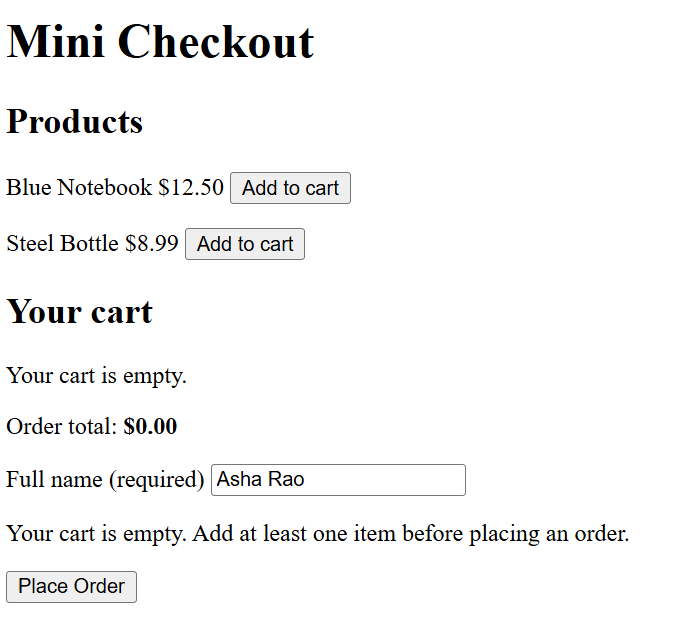 Mini Checkout
Products
Blue Notebook $12.50 Add to cart
Steel Bottle $8.99 Add to cart
Your cart
Your cart is empty.
Order total: $0.00
Full name (required) Asha Rao
Your cart is empty. Add at least one item before placing an order.
Place Order